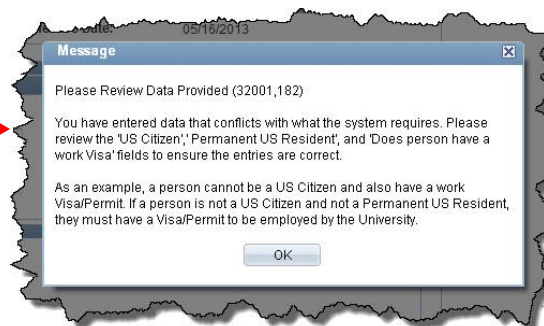 Date: 05/16/2013
Message
Please Review Data Provided (32001,182)
You have entered data that conflicts with what the system requires. Please
review the 'US Citizen',' Permanent US Resident', and 'Does person have a
work Visa' fields to ensure the entries are correct.
As an example, a person cannot be a US Citizen and also have a work
Visa/Permit. If a person is not a US Citizen and not a Permanent US Resident,
they must have a Visa/Permit to be employed by the University.
OK